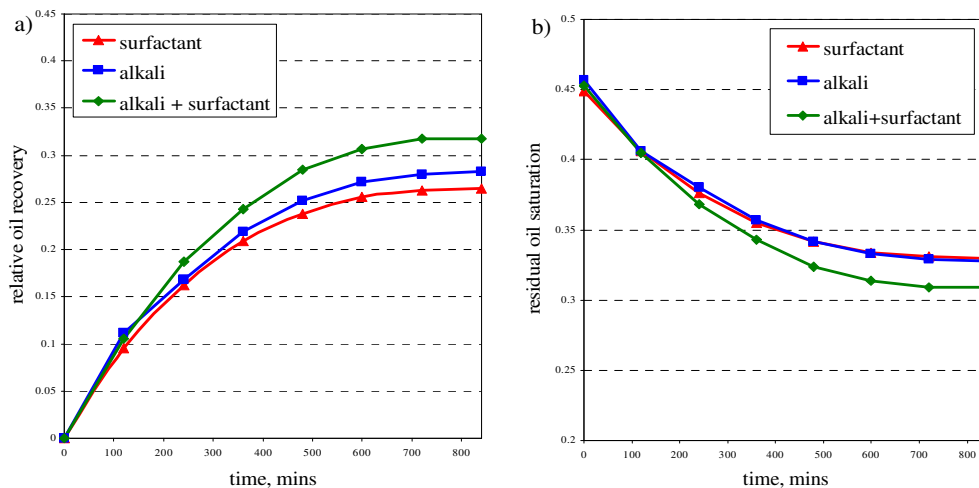 a)
surfactant
alkali
alkali + surfactant
0.45
0.4
0.35
0.3
0.25
0.2
0.15
0.1
0.05
0
relative oil recovery
0 100 200 300 400 500 600 700 800
time, mins
b)
surfactant
alkali
alkali+surfactant
0.5
0.45
0.4
0.35
0.3
0.25
0.2
residual oil saturation
0 100 200 300 400 500 600 700 800
time, mins